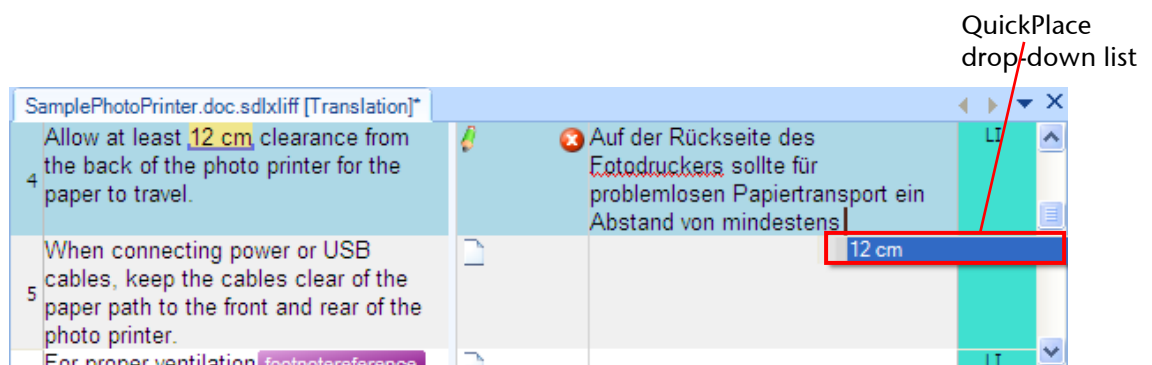 QuickPlace
drop-down list
SamplePhotoPrinter.doc.sdlxliff [Translation]*
Allow at least 12 cm clearance from
the back of the photo printer for the
paper to travel.
4
Auf der Rückseite des
Fotodruckers sollte für
problemlosen Papiertransport ein
Abstand von mindestens
LI
12 cm
When connecting power or USB
cables, keep the cables clear of the
paper path to the front and rear of the
photo printer.
5
For proper ventilation footnotereference
LI